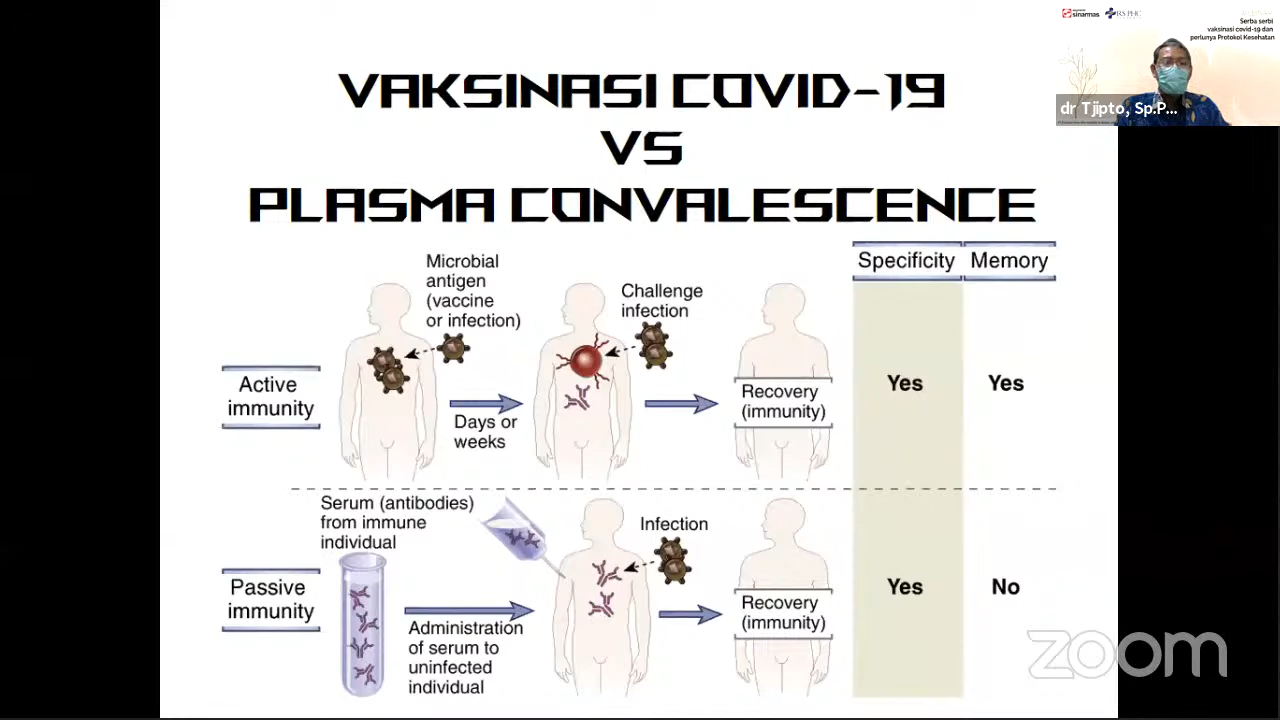 VAKSINASI COVID-19
VS
PLASMA CONVALESCENCE
sinarmas
RS PHC
Serba serbi
vaksinasi covid-19 dan
perlunya Protokol Kesehatan
dr Tjipto, Sp.P...
Specificity
Memory
Microbial
antigen
(vaccine
or infection)
Challenge
infection
Active
immunity
Days or
weeks
Recovery
(immunity)
Yes
Yes
Serum (antibodies)
from immune
individual
Infection
Passive
immunity
Administration
of serum to
uninfected
individual
Recovery
(immunity)
Yes
No
zoom